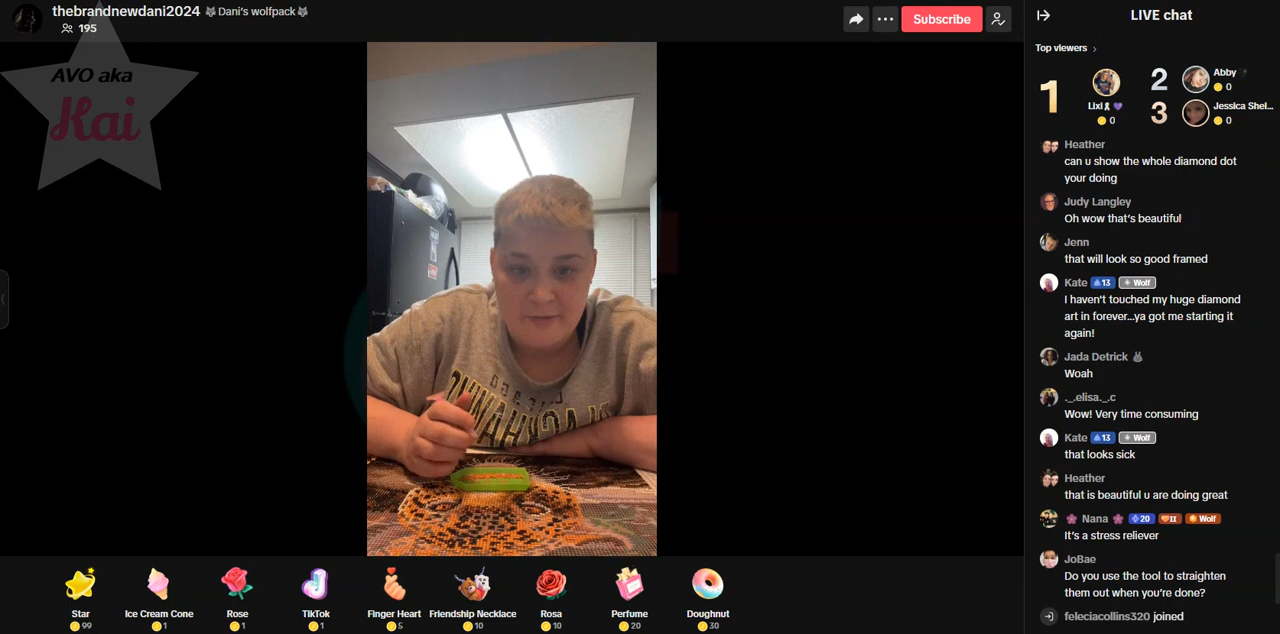 thebrandnewdani2024 🐺Dani's wolfpack🐺
195
Subscribe
AVO aka
Kai
LIVE chat
Top viewers
1
Lixi🎗💜
0
2
Abby
0
3
Jessica Shel...
0
Heather
can u show the whole diamond dot
your doing
Judy Langley
Oh wow that's beautiful
Jenn
that will look so good framed
Kate 13 Wolf
I haven't touched my huge diamond
art in forever...ya got me starting it
again!
Jada Detrick
Woah
._.elisa._.c
Wow! Very time consuming
Kate 13 Wolf
that looks sick
Heather
that is beautiful u are doing great
🌸 Nana 🌸 20 II Wolf
It's a stress reliever
JoBae
Do you use the tool to straighten
them out when you're done?
feleciacollins320 joined
CHICAGO
BLACKHAWKS
Star
99
Ice Cream Cone
1
Rose
1
TikTok
1
Finger Heart
5
Friendship Necklace
10
Rosa
10
Perfume
20
Doughnut
30